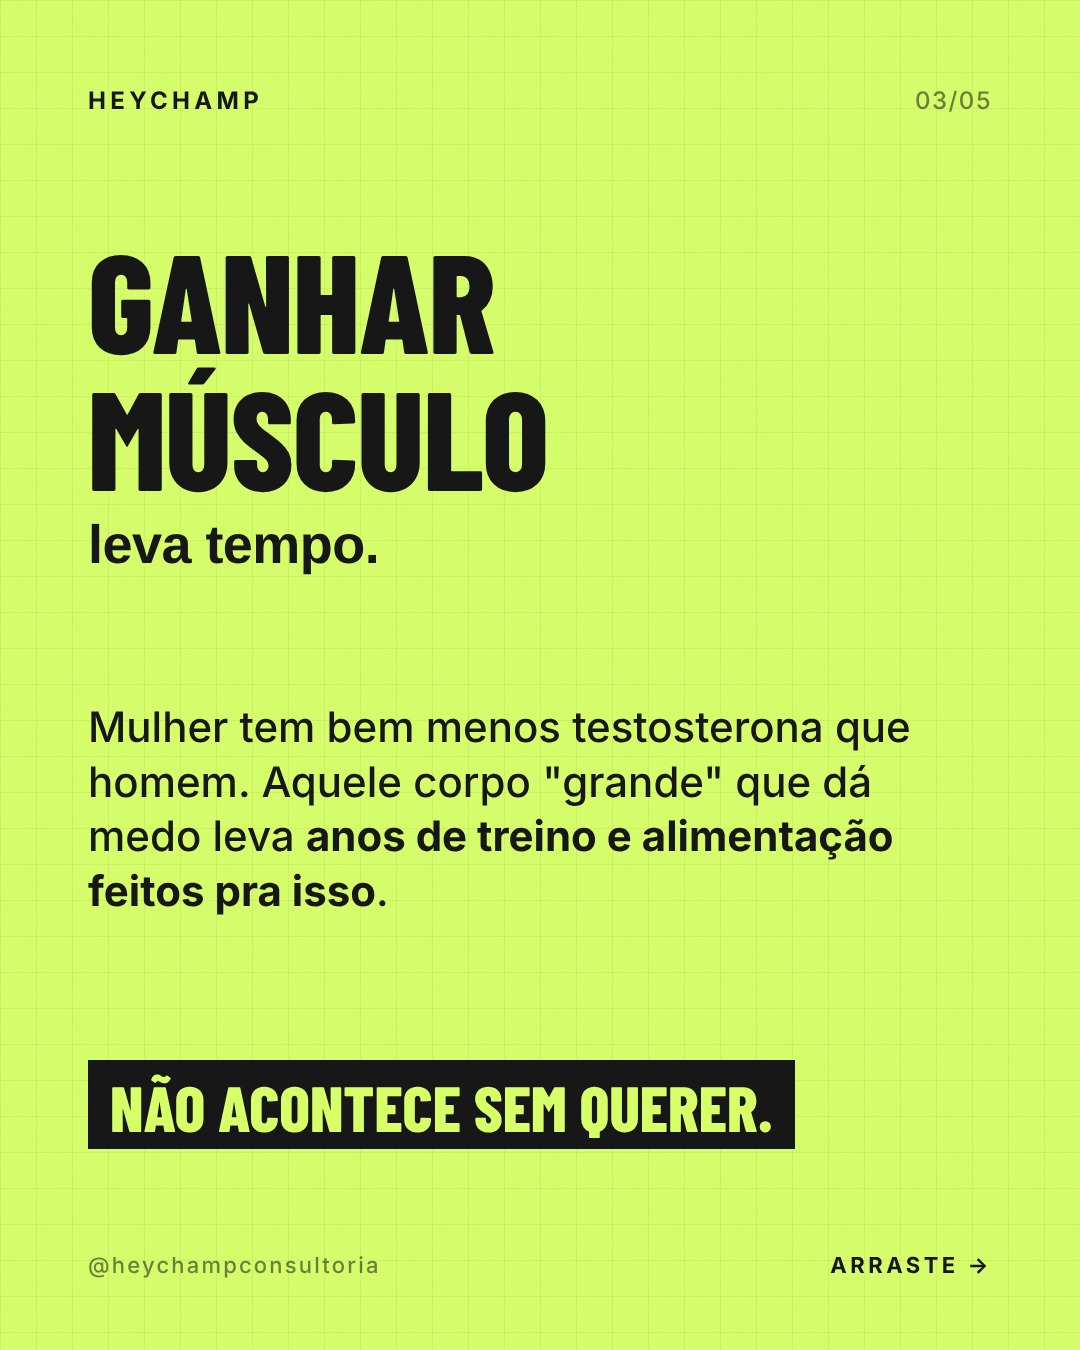 HEYCHAMP
03/05
GANHAR
MÚSCULO
leva tempo.
Mulher tem bem menos testosterona que
homem. Aquele corpo "grande" que dá
medo leva anos de treino e alimentação
feitos pra isso.
NÃO ACONTECE SEM QUERER.
@heychampconsultoria
ARRASTE →